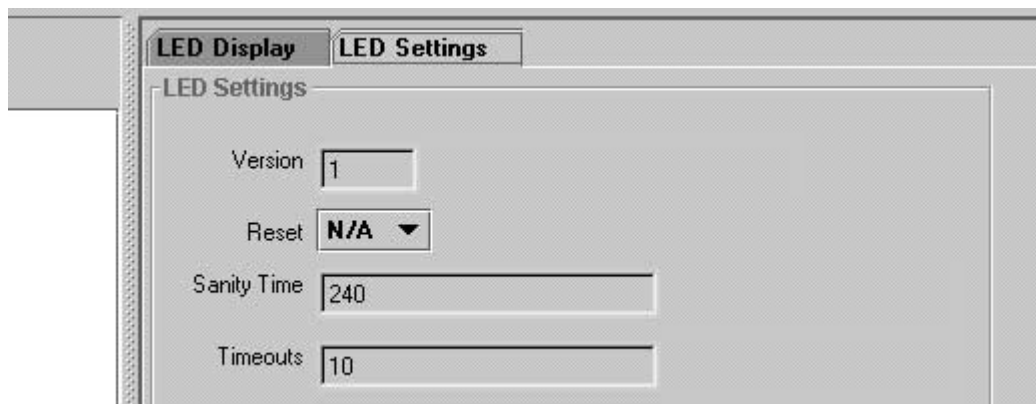 LED Display LED Settings
LED Settings
Version 1
Reset N/A
Sanity Time 240
Timeouts 10